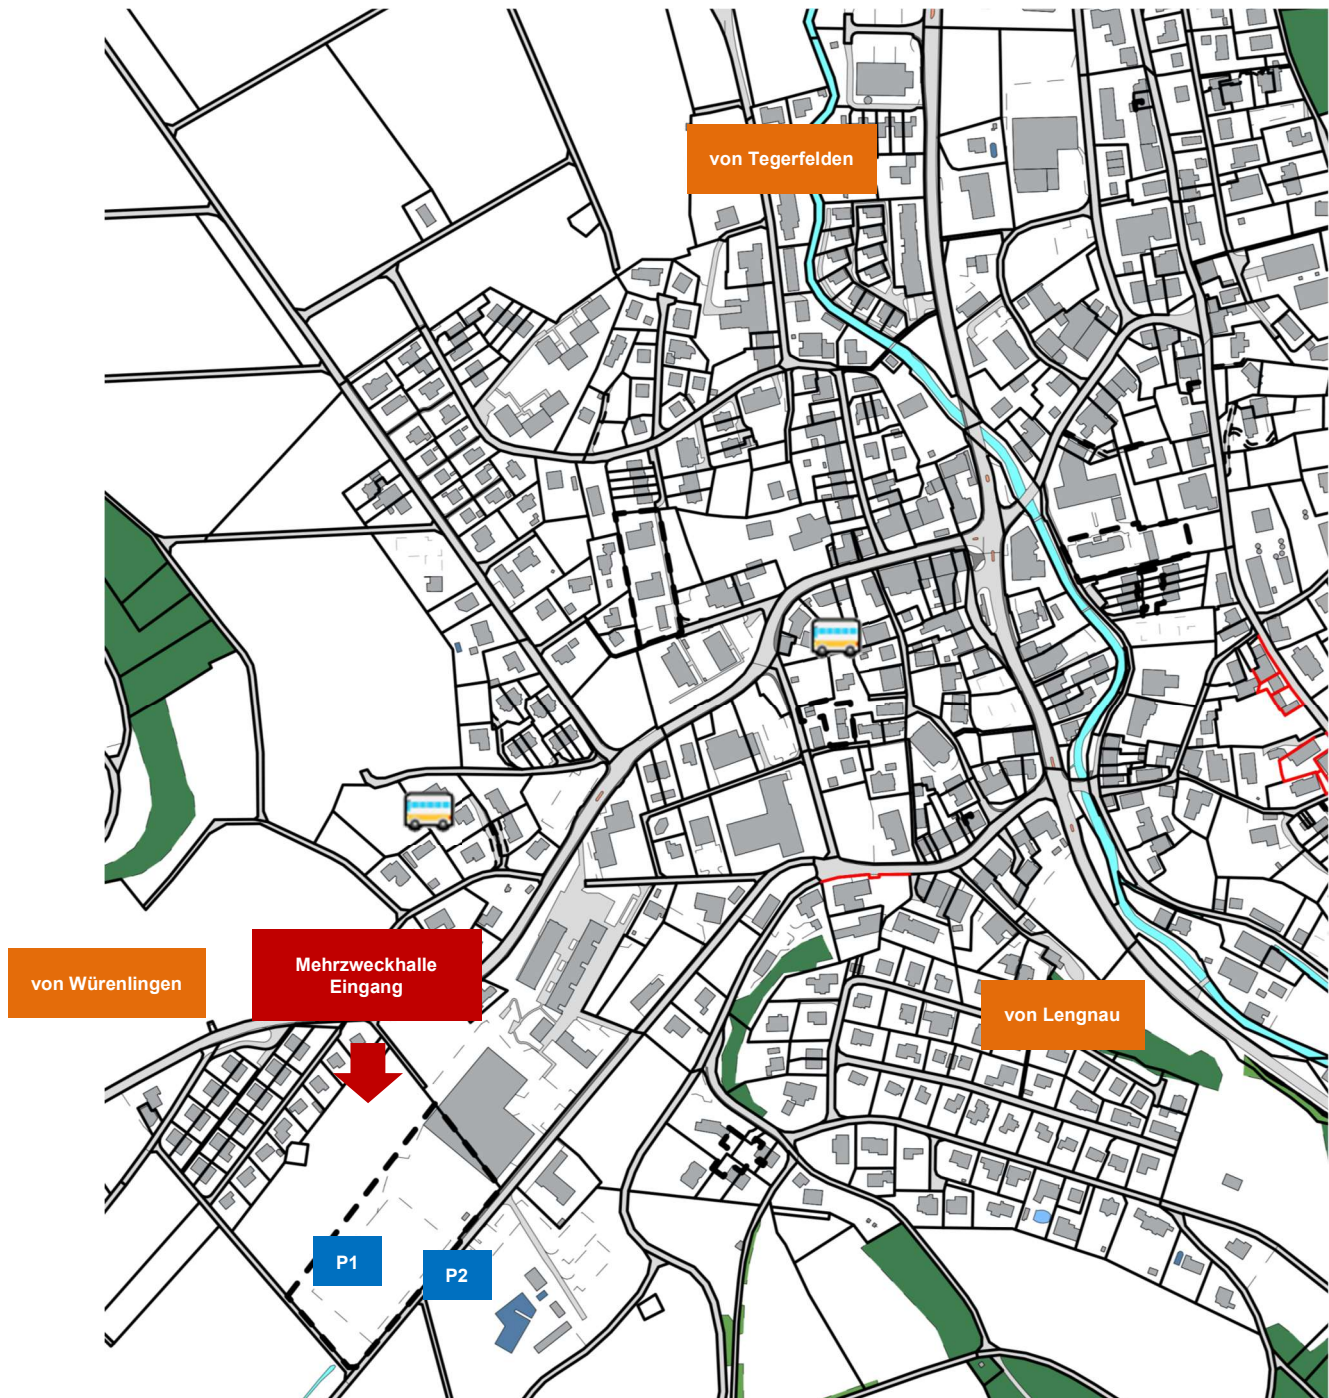 von Tegerfelden
von Würenlingen
Mehrzweckhalle
Eingang
von Lengnau
P1
P2